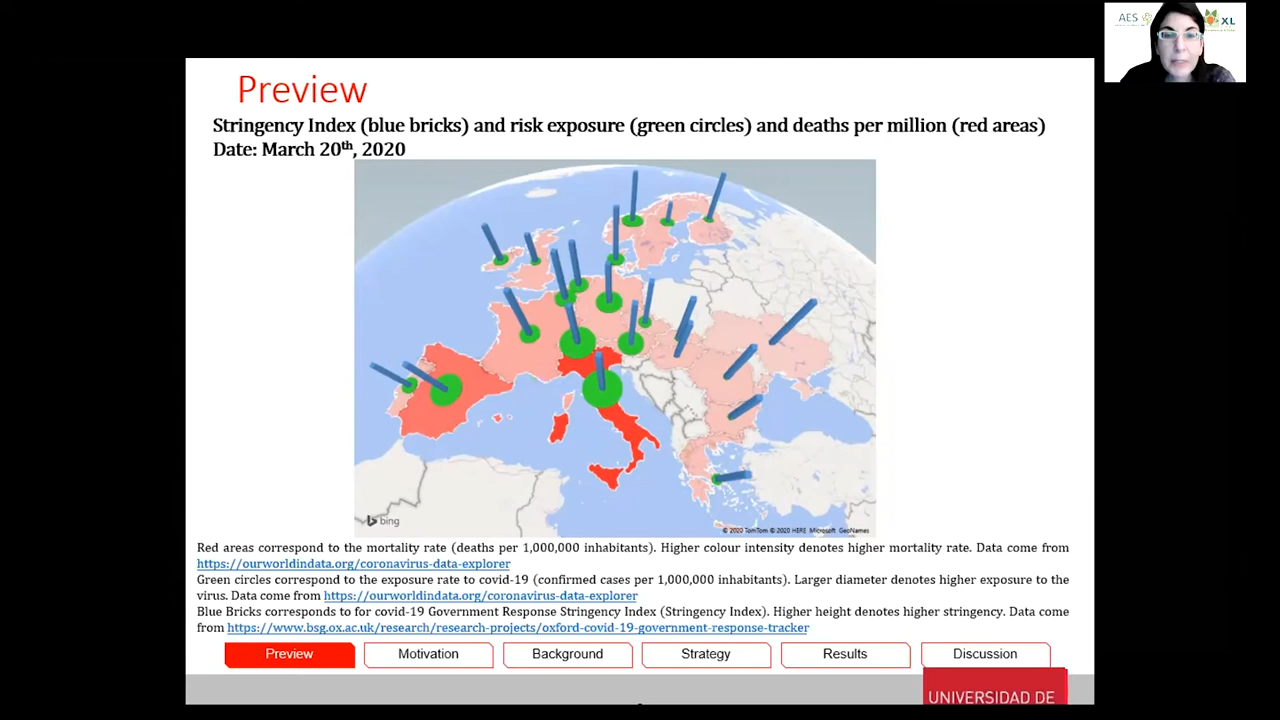 AES
XL
Preview
Stringency Index (blue bricks) and risk exposure (green circles) and deaths per million (red areas)
Date: March 20th, 2020
bing
© 2020 TomTom © 2020 HERE Microsoft GeoNames
Red areas correspond to the mortality rate (deaths per 1,000,000 inhabitants). Higher colour intensity denotes higher mortality rate. Data come from
https://ourworldindata.org/coronavirus-data-explorer
Green circles correspond to the exposure rate to covid-19 (confirmed cases per 1,000,000 inhabitants). Larger diameter denotes higher exposure to the
virus. Data come from https://ourworldindata.org/coronavirus-data-explorer
Blue Bricks corresponds to for covid-19 Government Response Stringency Index (Stringency Index). Higher height denotes higher stringency. Data come
from https://www.bsg.ox.ac.uk/research/research-projects/oxford-covid-19-government-response-tracker
Preview
Motivation
Background
Strategy
Results
Discussion
UNIVERSIDAD DE